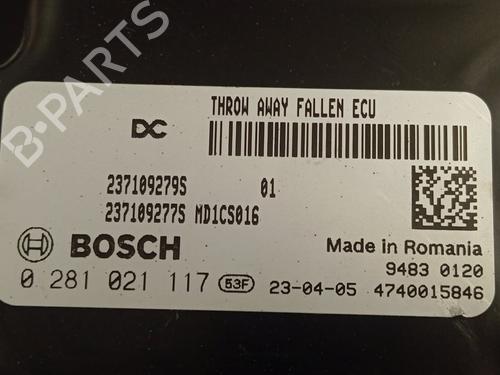 THROW AWAY FALLEN ECU
DC
237109279S 01
237109277S MD1CS016
BOSCH
Made in Romania
9483 0120
0 281 021 117 53F 23-04-05 4740015846
B-PARTS